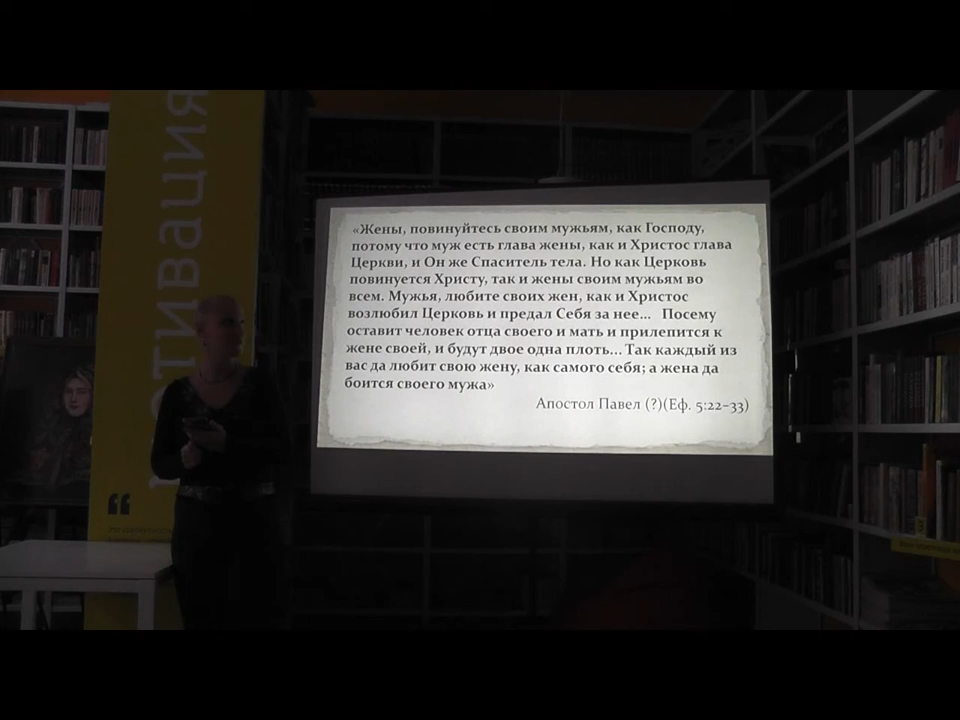 мотивация
«Жены, повинуйтесь своим мужьям, как Господу,
потому что муж есть глава жены, как и Христос глава
Церкви, и Он же Спаситель тела. Но как Церковь
повинуется Христу, так и жены своим мужьям во
всем. Мужья, любите своих жен, как и Христос
возлюбил Церковь и предал Себя за нее... Посему
оставит человек отца своего и мать и прилепится к
жене своей, и будут двое одна плоть... Так каждый из
вас да любит свою жену, как самого себя; а жена да
боится своего мужа»
Апостол Павел (?)(Еф. 5:22–33)